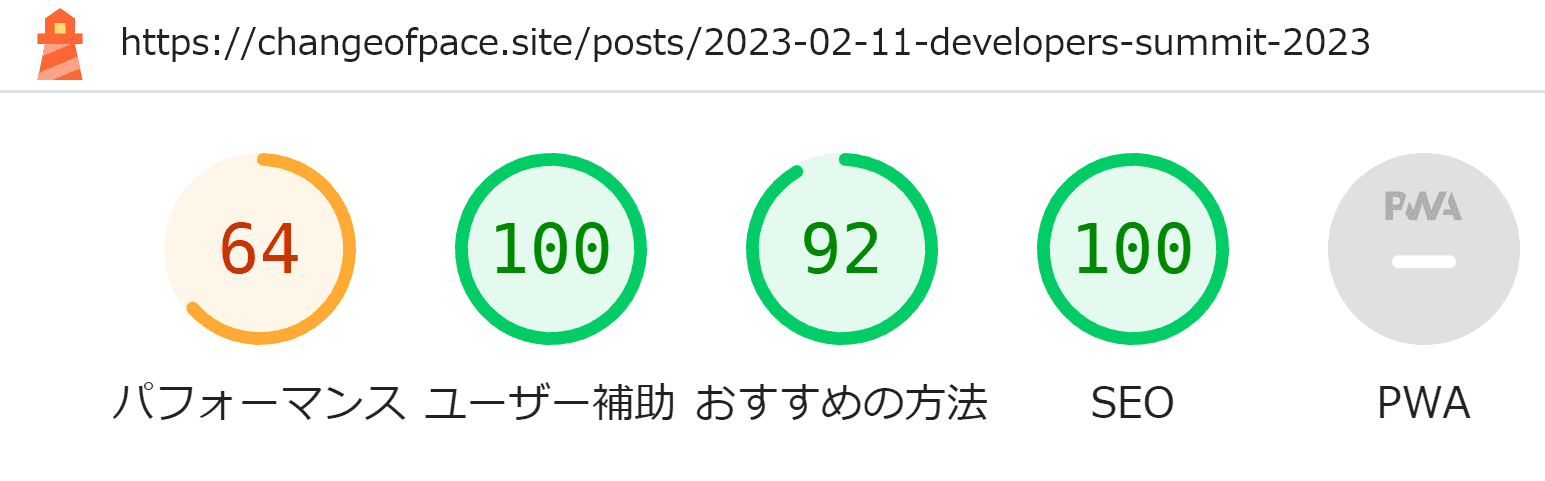 https://changeofpace.site/posts/2023-02-11-developers-summit-2023
64 100 92 100 PWA
パフォーマンス ユーザー補助 おすすめの方法 SEO PWA